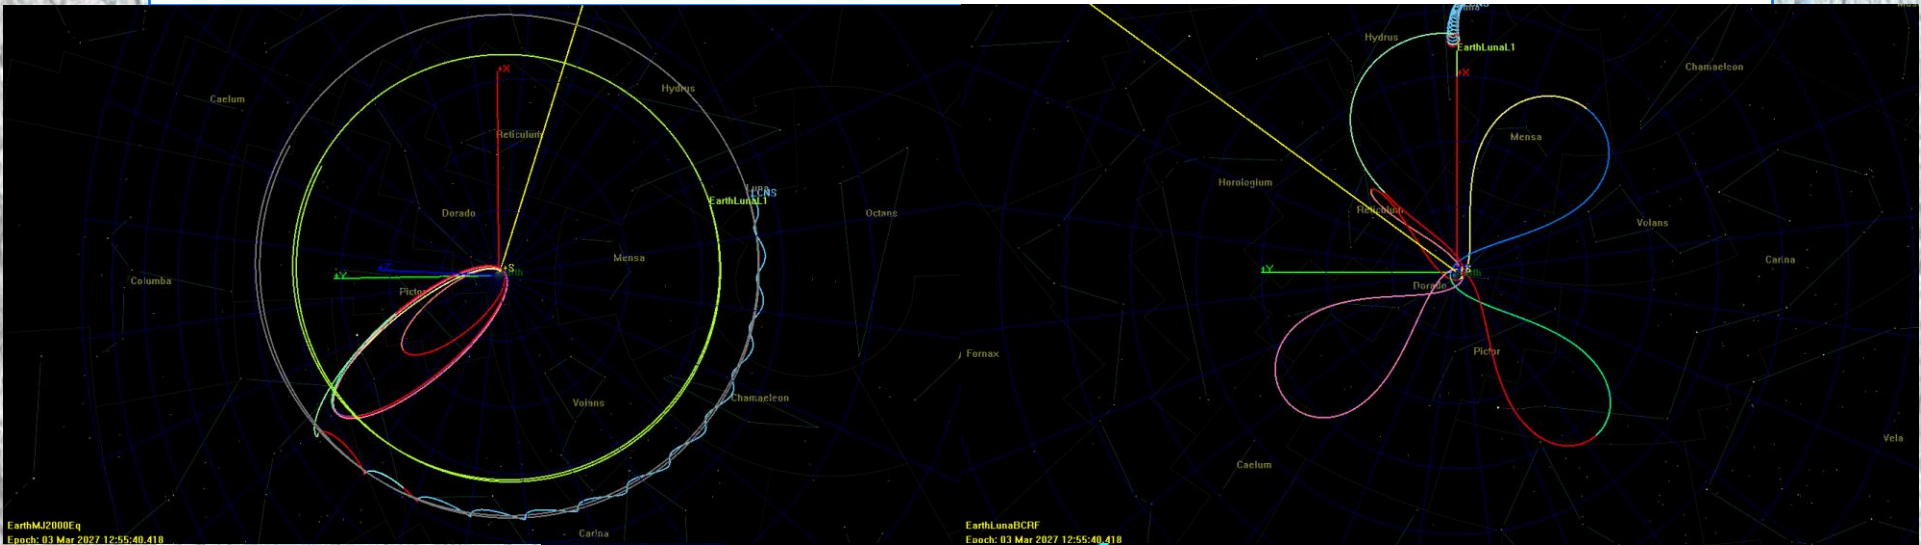 Hydrus
Caelum
+X
Reticulum
LCNS
EarthLunaL1
Dorado
Octans
Mensa
+Y
Columba
Volans
Chamaeleon
Carina
EarthMJ2000Eq
Epoch: 03 Mar 2027 12:55:40.418
LCNS
Hydrus
EarthLunaL1
Chamaeleon
+X
Mensa
Horologium
Reticulum
Volans
Carina
+Y
Dorado
Fornax
Pictor
Caelum
Vela
EarthLunaBCRF
Epoch: 03 Mar 2027 12:55:40.418